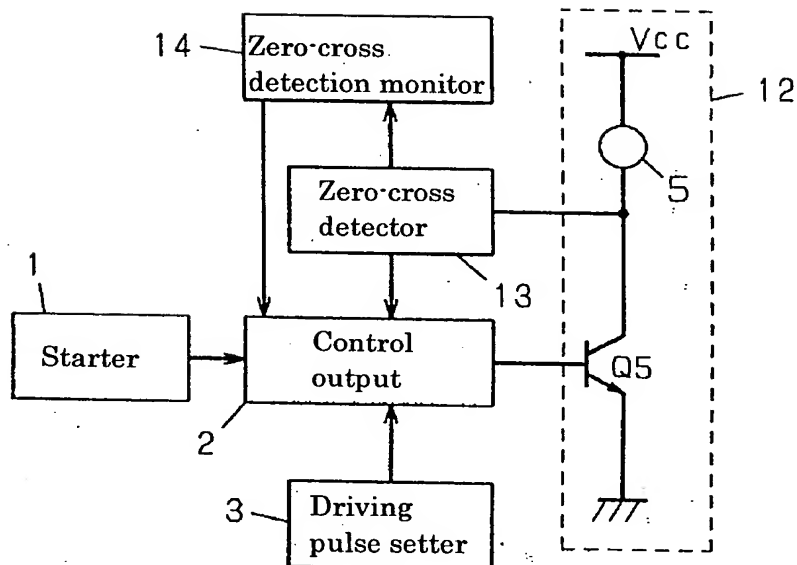 14
Zero-cross
detection monitor
Vcc
12
5
Zero-cross
detector
13
1
Starter
Control
output
2
Q5
3
Driving
pulse setter